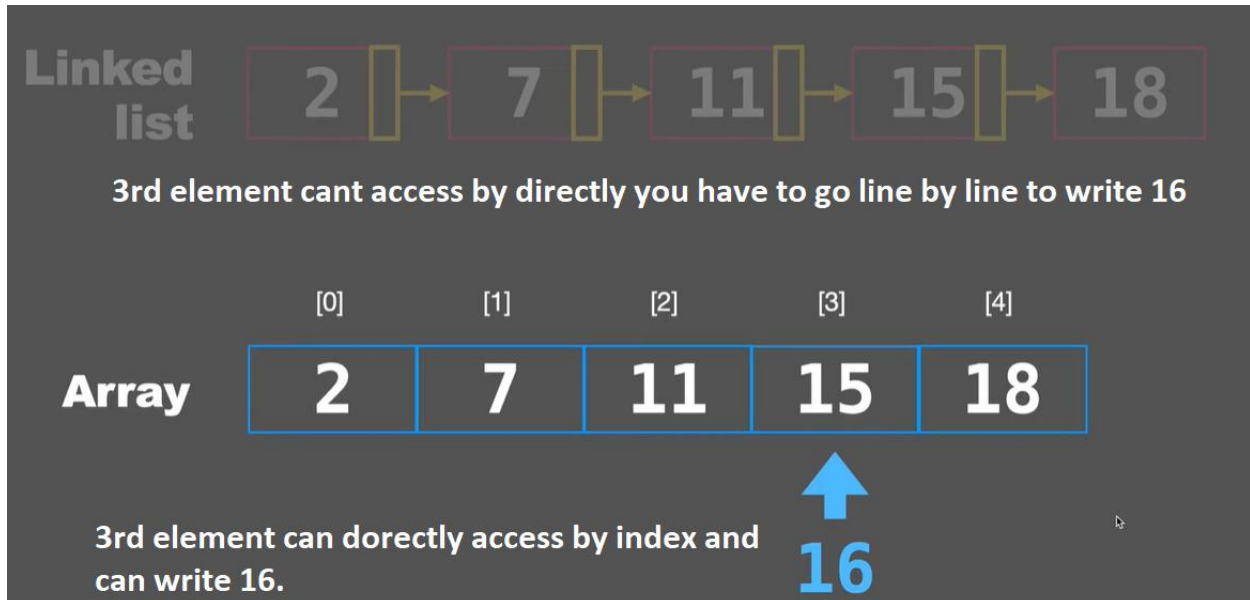 Linked
list
2 7 11 15 18
3rd element cant access by directly you have to go line by line to write 16
[0] [1] [2] [3] [4]
Array 2 7 11 15 18
3rd element can dorectly access by index and
can write 16.
16